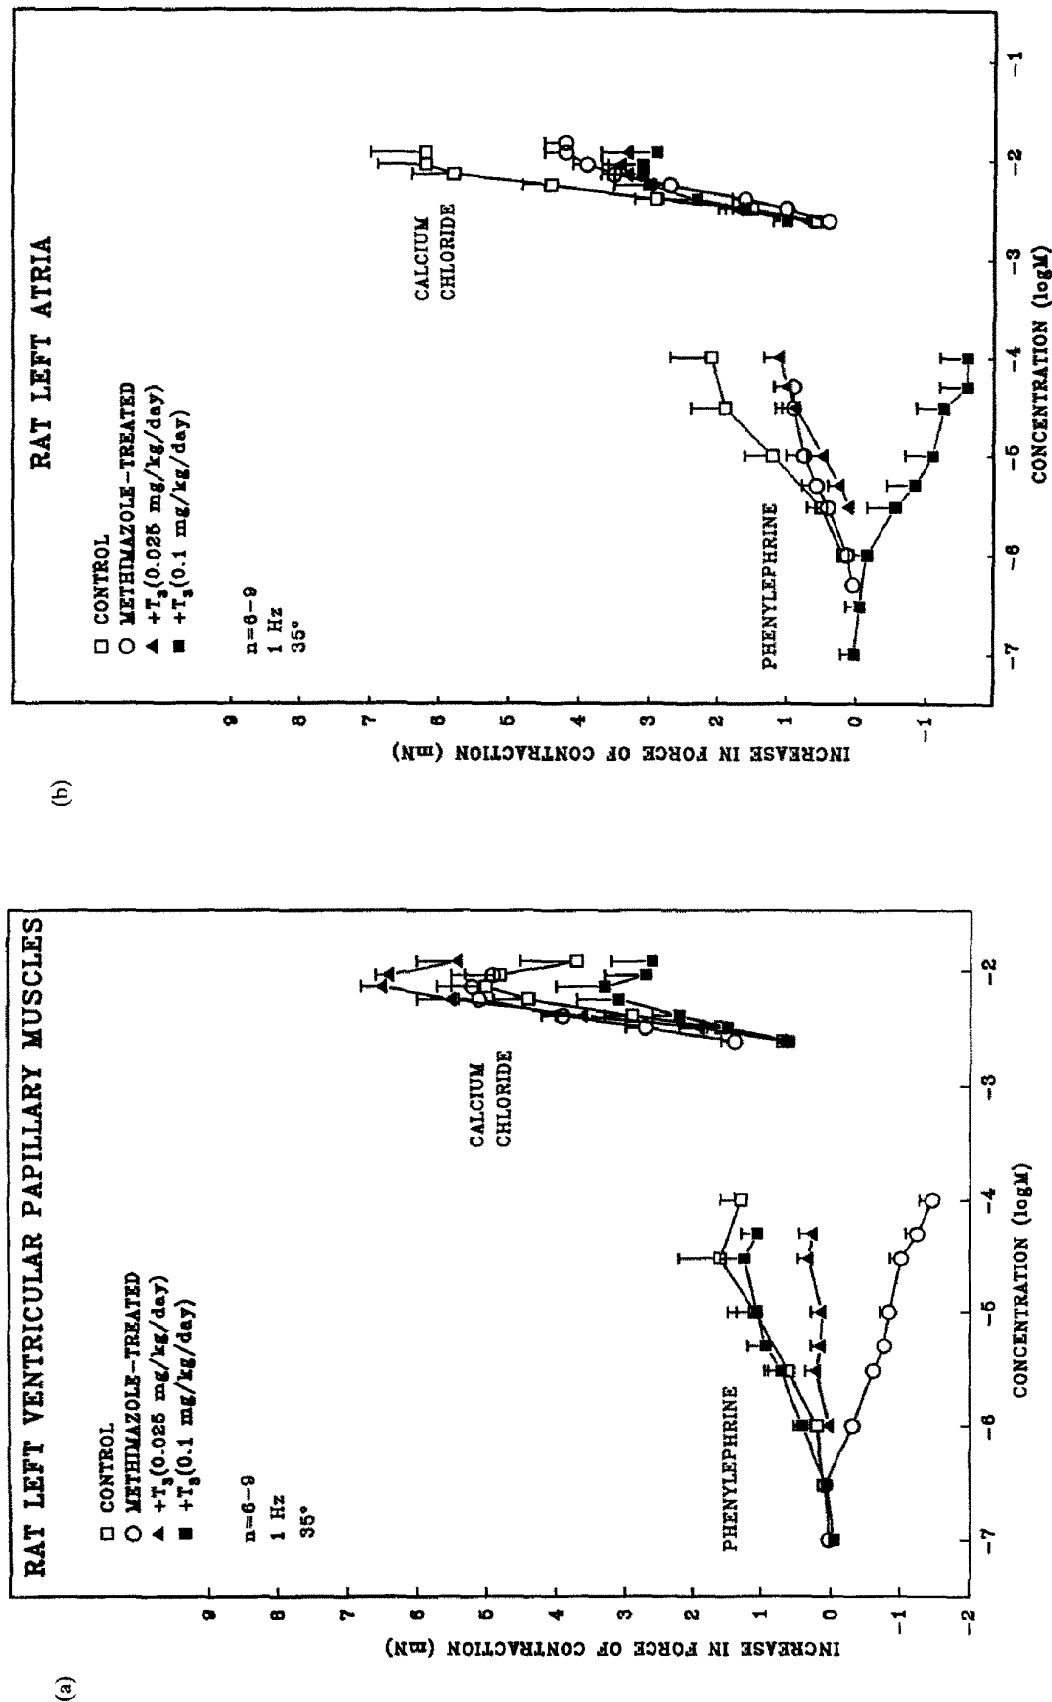 (a)
RAT LEFT VENTRICULAR PAPILLARY MUSCLES
□ CONTROL
○ METHIMAZOLE-TREATED
▲ +T₃(0.025 mg/kg/day)
■ +T₃(0.1 mg/kg/day)
n=6-9
1 Hz
35°
CALCIUM
CHLORIDE
PHENYLEPHRINE
INCREASE IN FORCE OF CONTRACTION (mN)
9
8
7
6
5
4
3
2
1
0
-1
-2
-7
-6
-5
-4
-3
-2
CONCENTRATION (logM)
(b)
RAT LEFT ATRIA
□ CONTROL
○ METHIMAZOLE-TREATED
▲ +T₃(0.025 mg/kg/day)
■ +T₃(0.1 mg/kg/day)
n=6-9
1 Hz
35°
CALCIUM
CHLORIDE
PHENYLEPHRINE
INCREASE IN FORCE OF CONTRACTION (mN)
9
8
7
6
5
4
3
2
1
0
-1
-7
-6
-5
-4
-3
-2
-1
CONCENTRATION (logM)